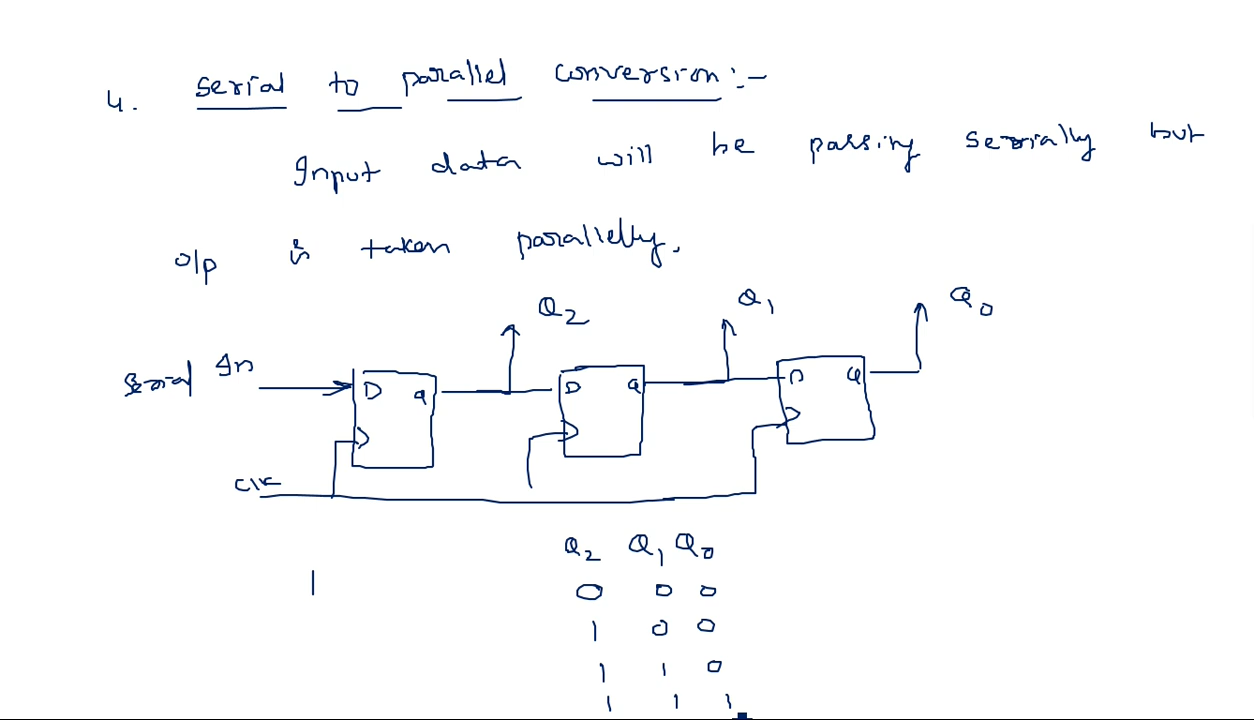 4. Serial to parallel conversion:-
Input data will be passing serially but
o/p is taken parallelly.
Q2 Q1 Q0
Serial In
D Q D Q D Q
Clk
Q2 Q1 Q0
1
0 0 0
1 0 0
1 1 0
1 1 1